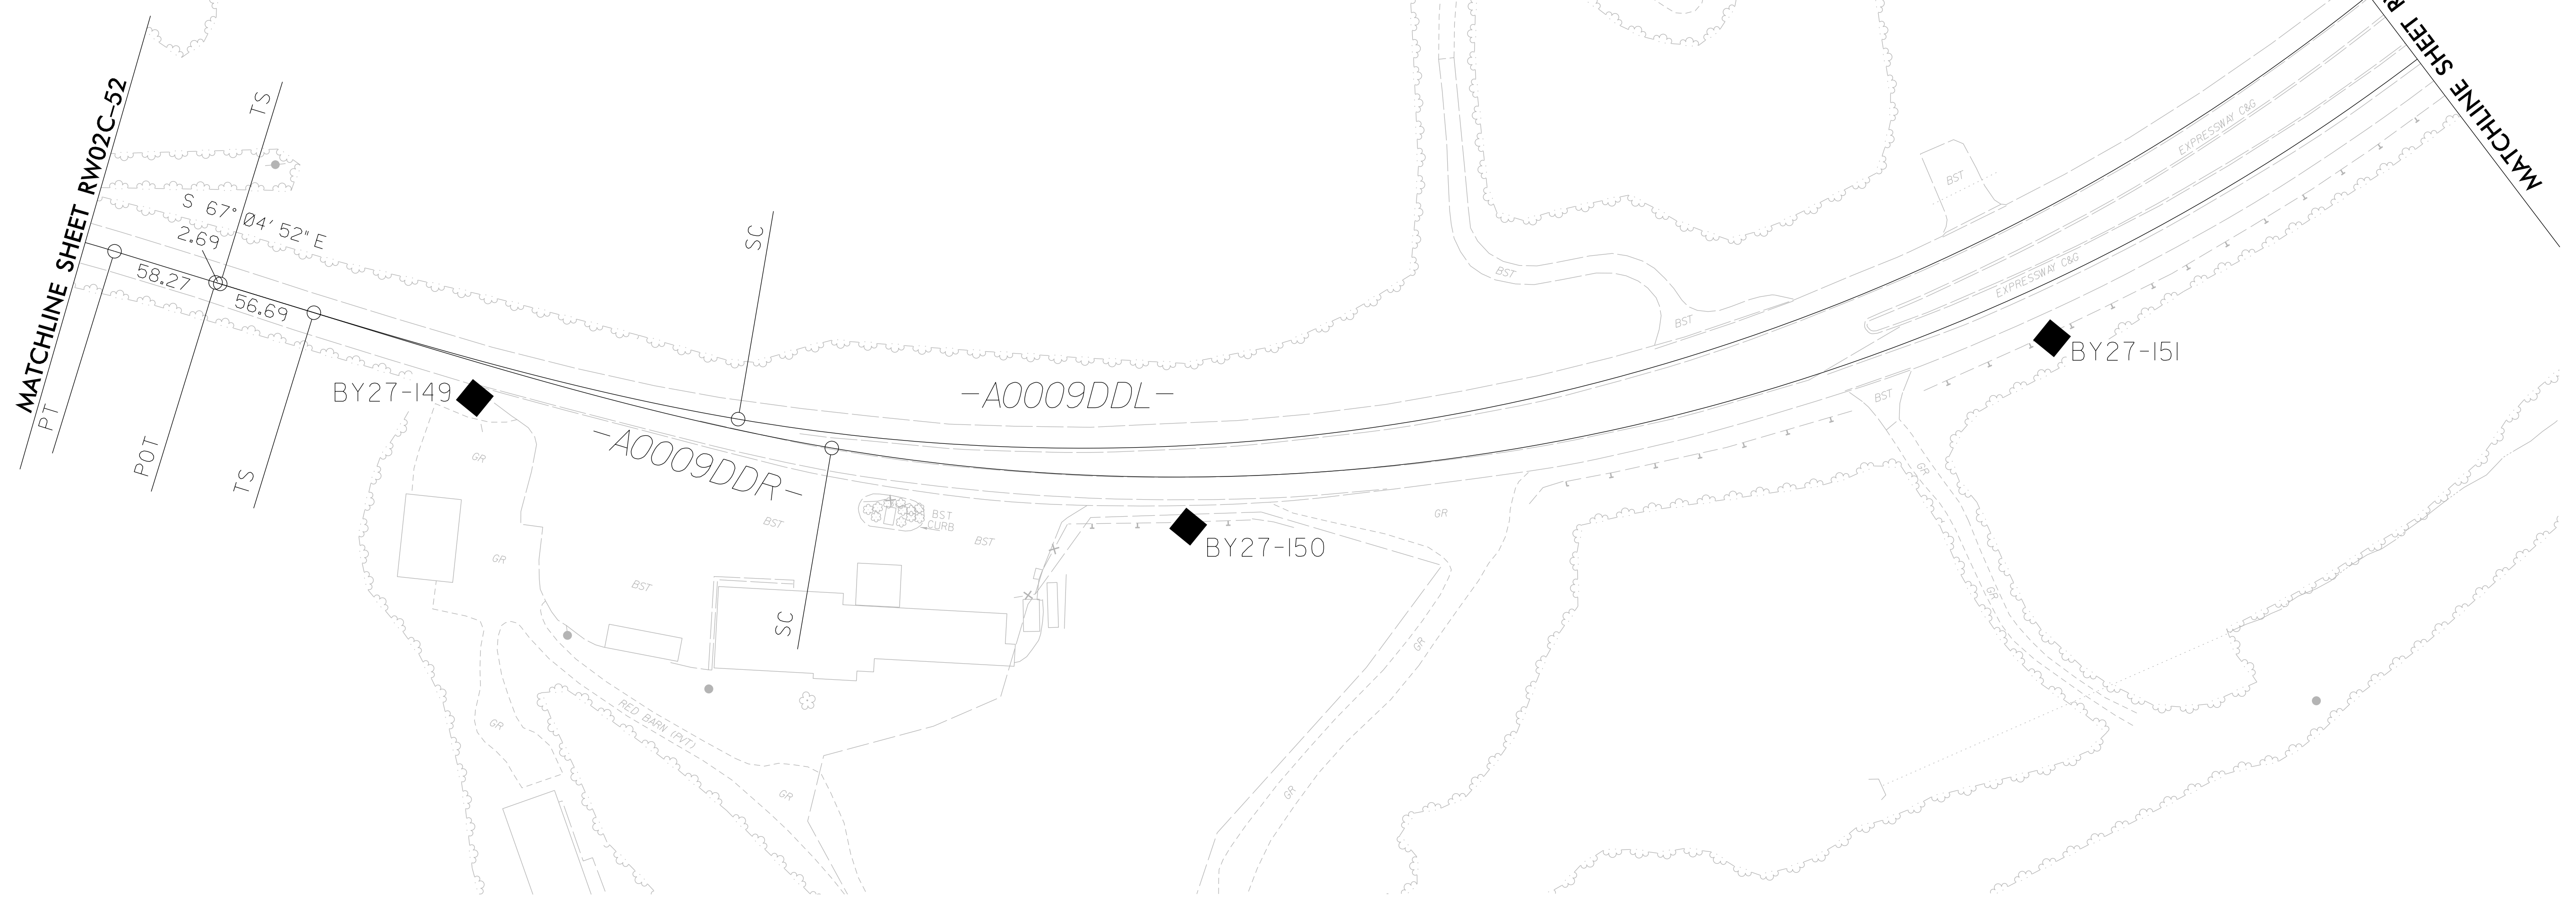 MATCHLINE SHEET RW02C-52
TS
S 67° 04' 52" E
2.69
58.27
56.69
PT
POT
TS
SC
BY27-149
-A0009DDL-
-A0009DDR-
SC
BY27-150
BY27-151
MATCHLINE SHEET R
EXPRESSWAY C&G
EXPRESSWAY C&G
BST
BST
BST
BST
GR
GR
GR
BST
BST
BST
CURB
BST
GR
GR
GR
GR
GR
RED BARN (PVT)
GR
GR